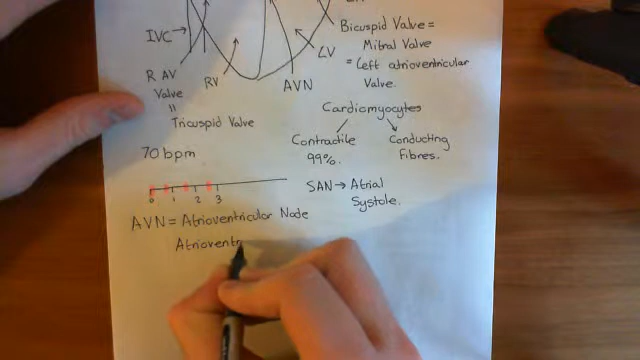 IVC
Bicuspid Valve =
Mitral Valve
= Left atrioventricular
Valve.
LV
R AV
Valve
=
Tricuspid Valve
RV
AVN
Cardiomyocytes
Contractile
99%.
Conducting
Fibres.
70 bpm
0 1 2 3
SAN → Atrial
Systole.
AVN = Atrioventricular Node
Atrioventr